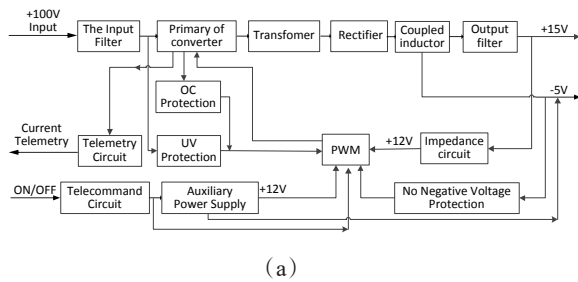 +100V
Input
The Input
Filter
Primary of
converter
Transfomer
Rectifier
Coupled
inductor
Output
filter
+15V
-5V
OC
Protection
Current
Telemetry
Telemetry
Circuit
UV
Protection
PWM
+12V
Impedance
circuit
ON/OFF
Telecommand
Circuit
Auxiliary
Power Supply
+12V
No Negative Voltage
Protection
(a)